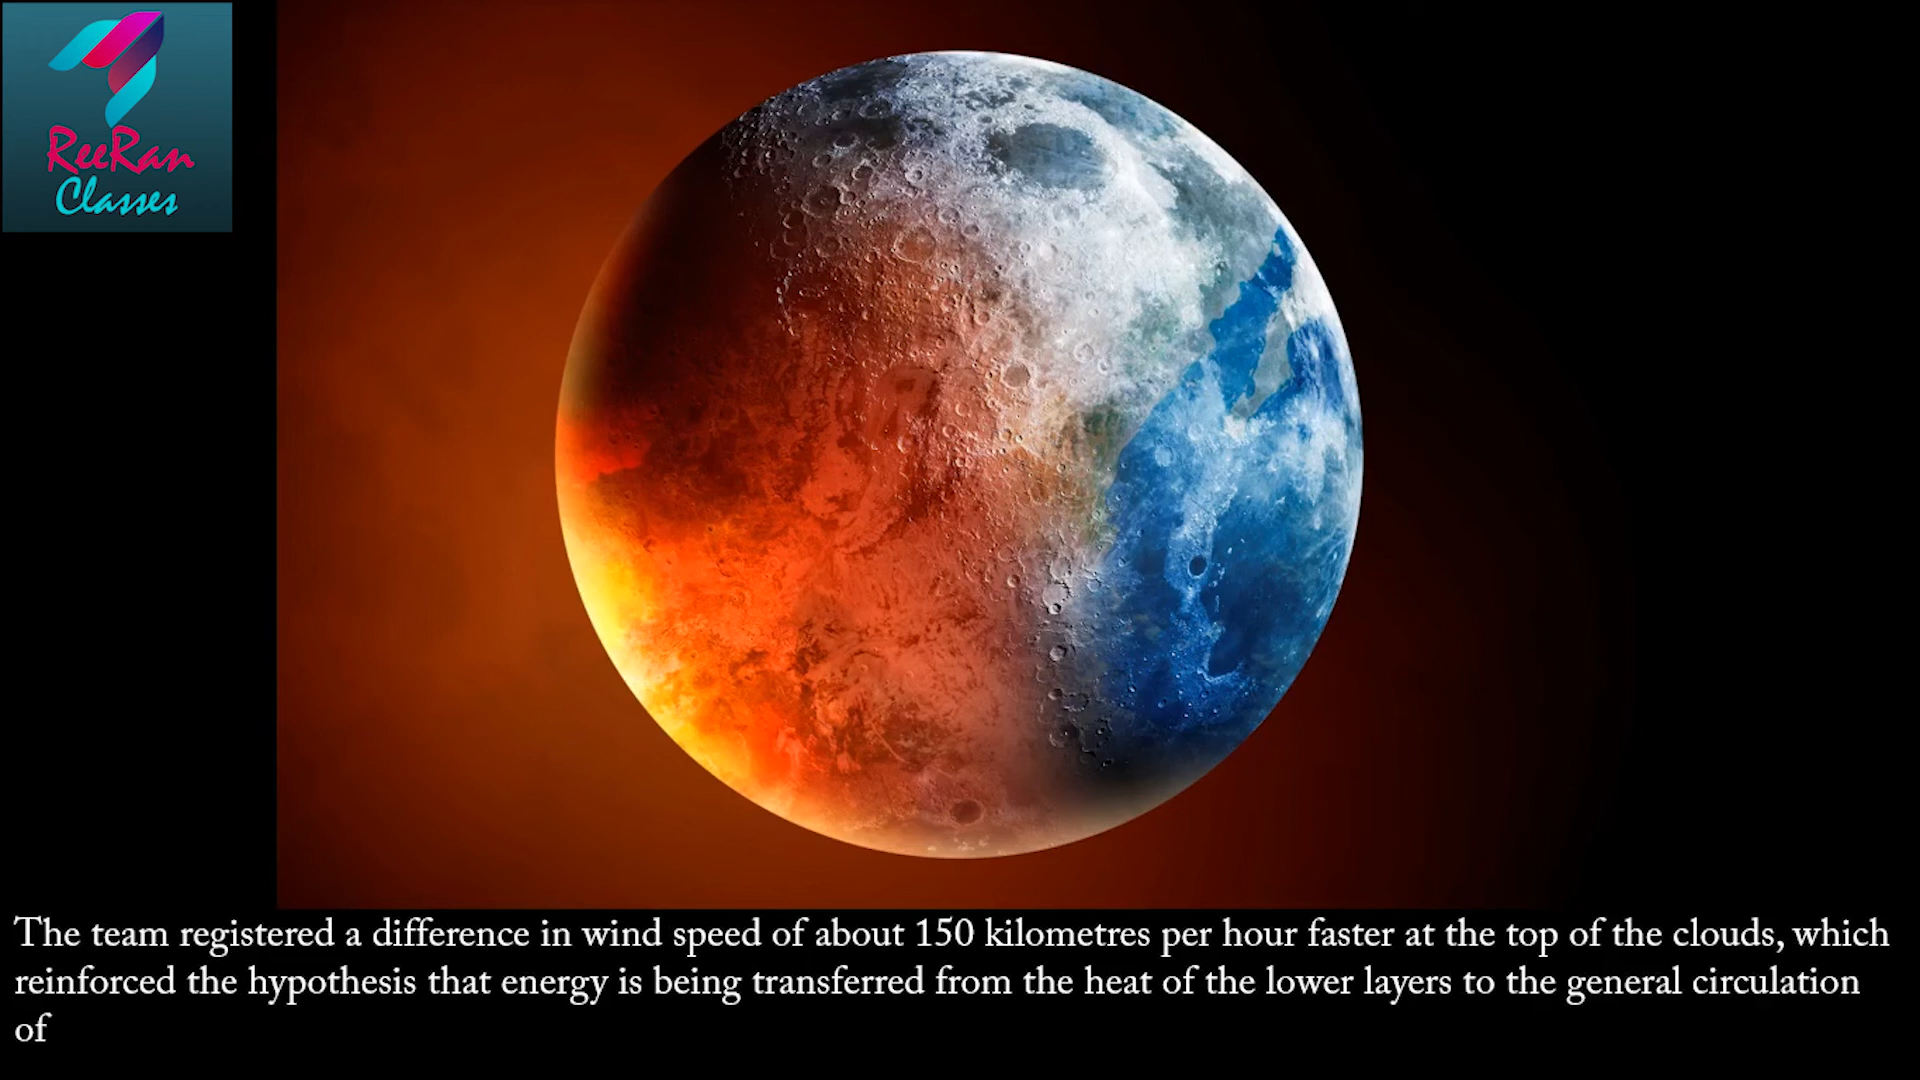 ReeRan
Classes
The team registered a difference in wind speed of about 150 kilometres per hour faster at the top of the clouds, which
reinforced the hypothesis that energy is being transferred from the heat of the lower layers to the general circulation
of